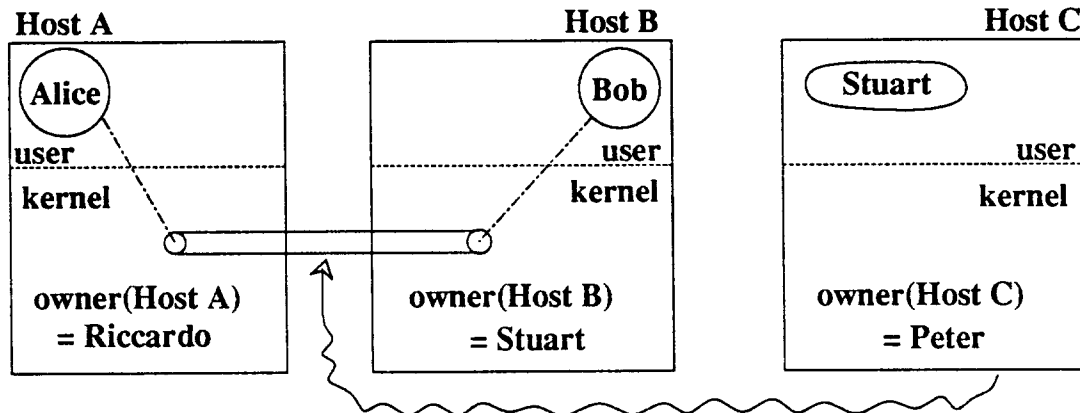 Host A
Host B
Host C
Alice
Bob
Stuart
user
user
user
kernel
kernel
kernel
owner(Host A)
= Riccardo
owner(Host B)
= Stuart
owner(Host C)
= Peter